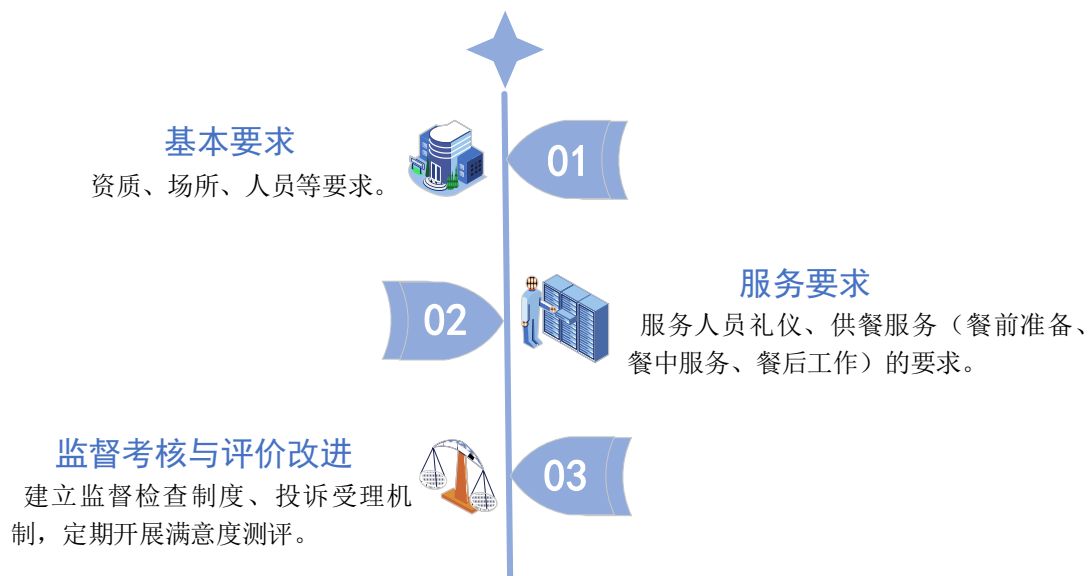 基本要求
资质、场所、人员等要求。
01
02
服务要求
服务人员礼仪、供餐服务（餐前准备、
餐中服务、餐后工作）的要求。
监督考核与评价改进
建立监督检查制度、投诉受理机
制，定期开展满意度测评。
03